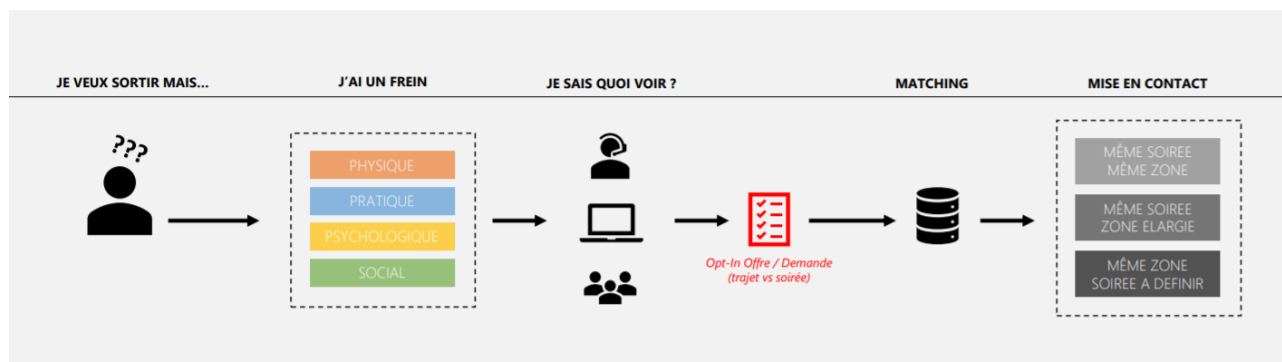 JE VEUX SORTIR MAIS...
J'AI UN FREIN
JE SAIS QUOI VOIR ?
MATCHING
MISE EN CONTACT
???
PHYSIQUE
PRATIQUE
PSYCHOLOGIQUE
SOCIAL
Opt-In Offre / Demande
(trajet vs soirée)
MÊME SOIREE
MÊME ZONE
MÊME SOIREE
ZONE ELARGIE
MÊME ZONE
SOIREE A DEFINIR